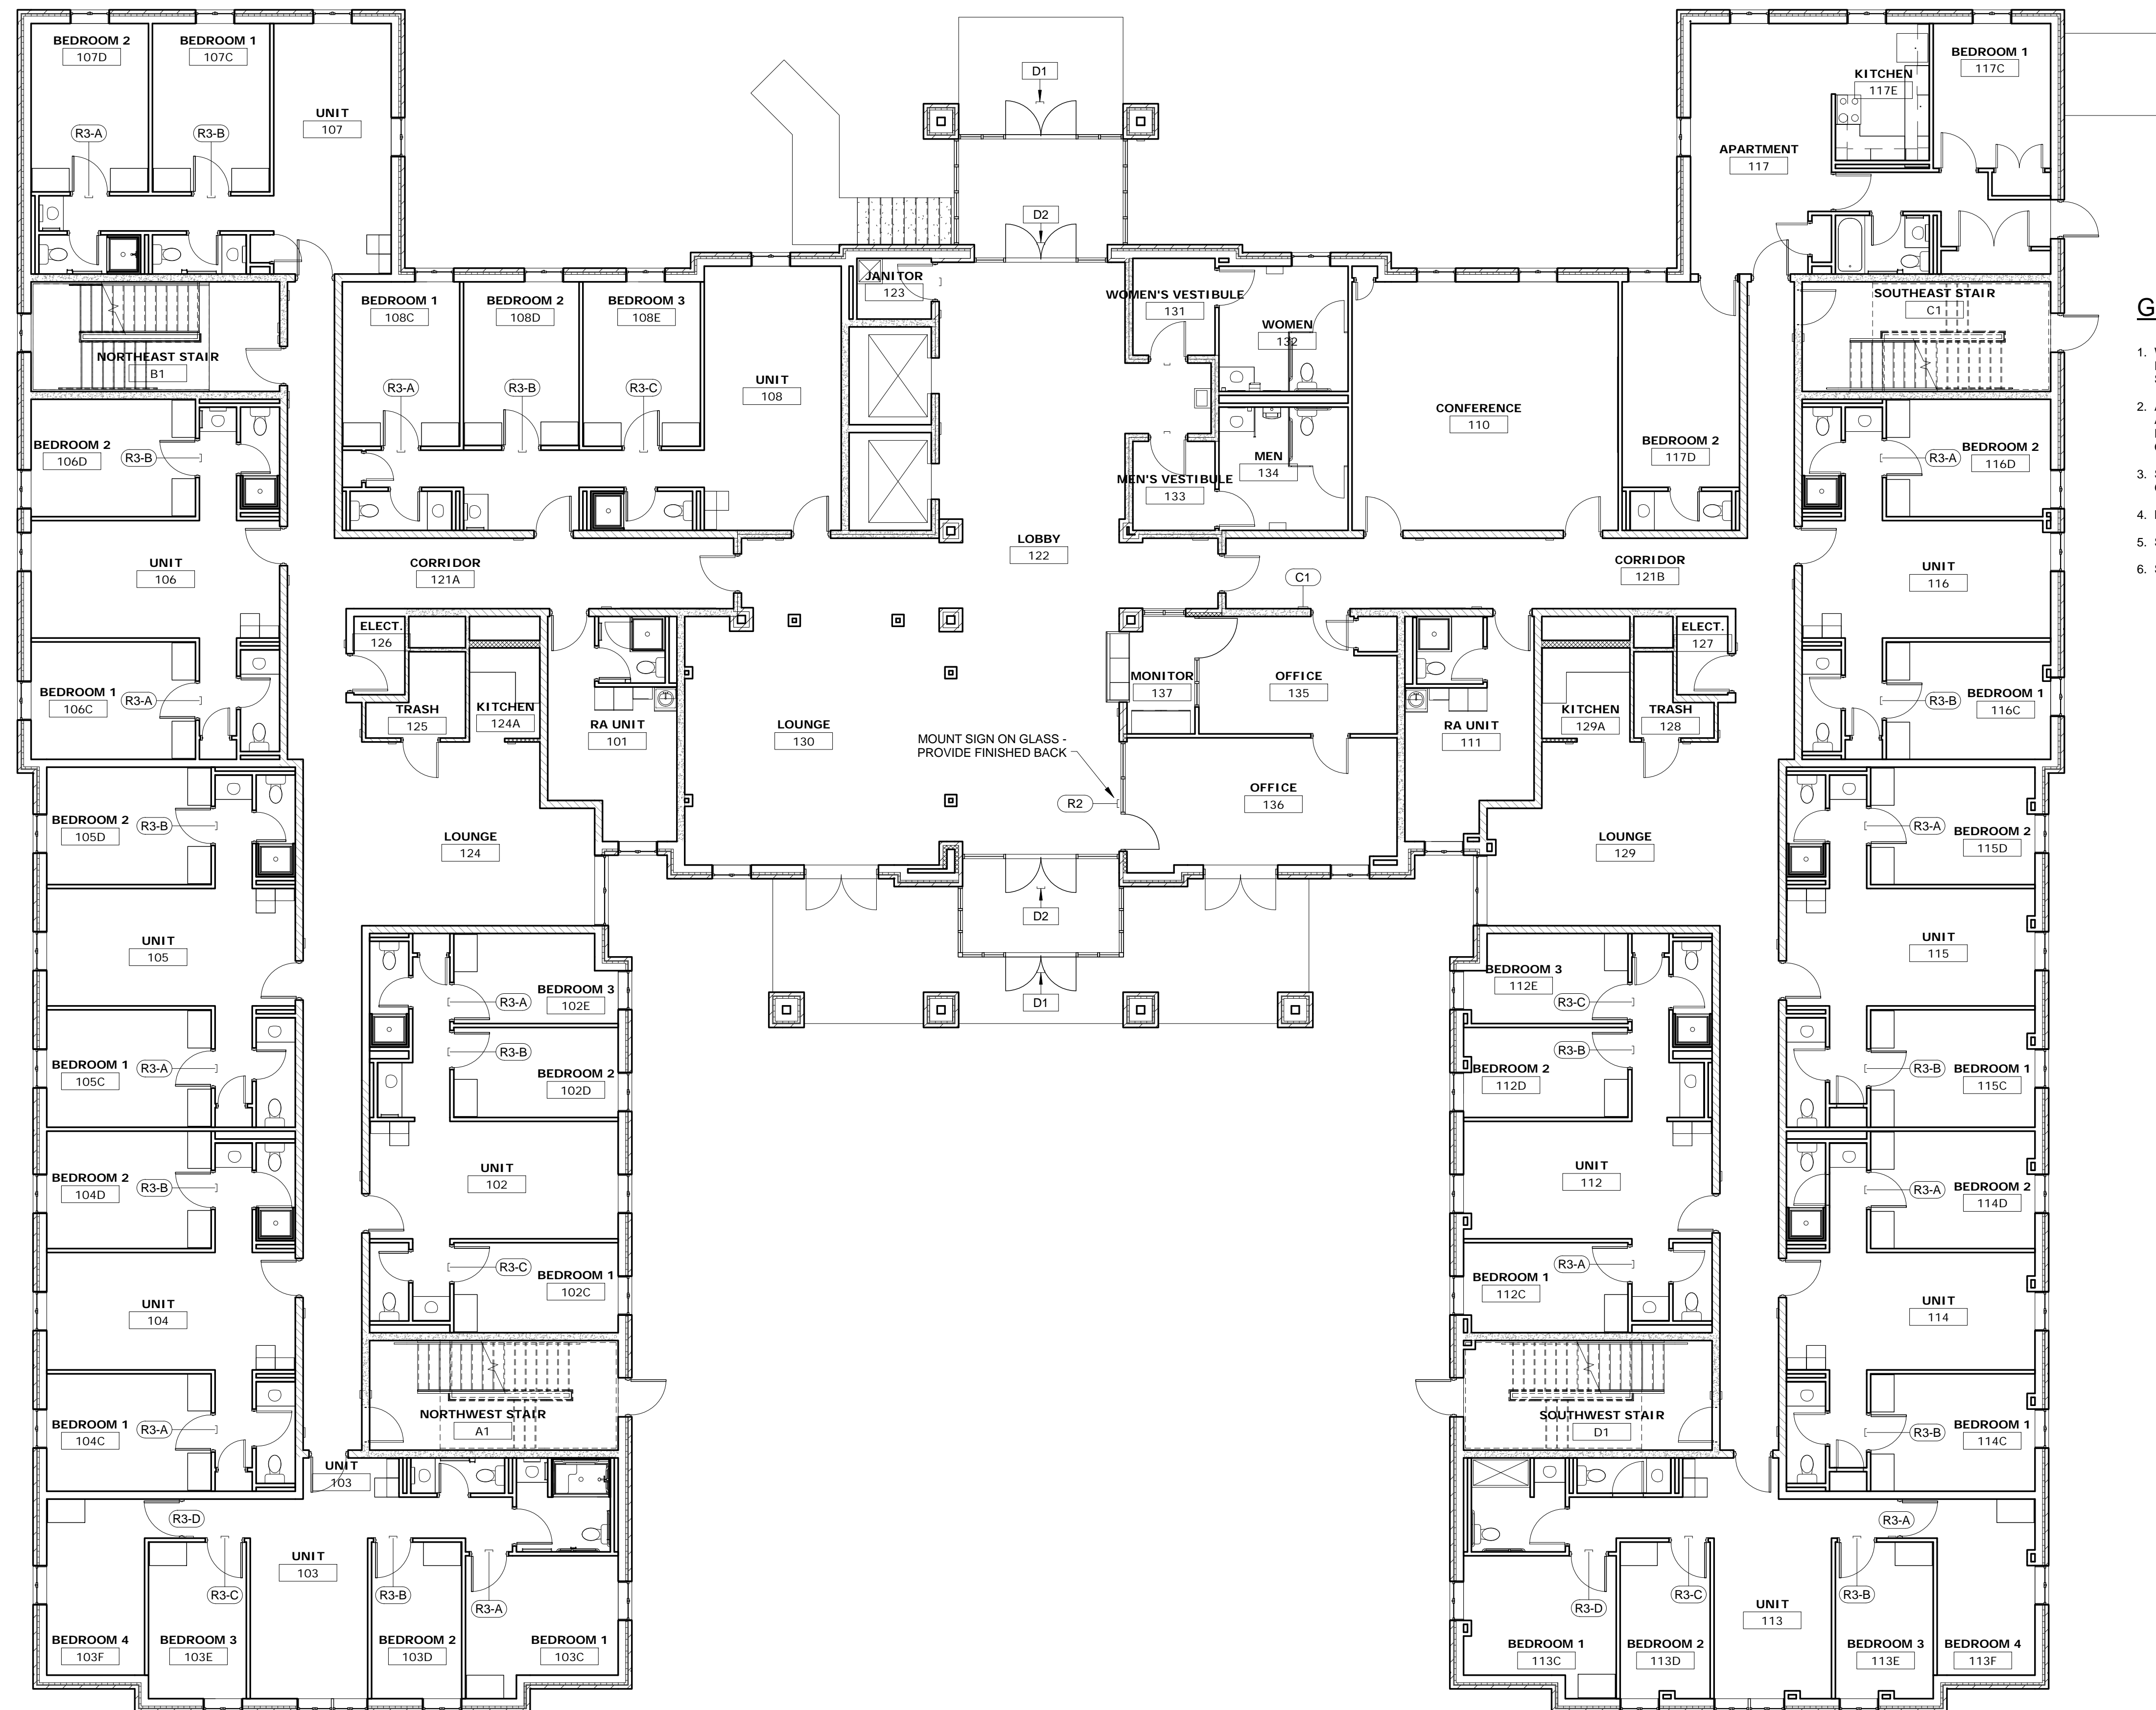 BEDROOM 2
107D
BEDROOM 1
107C
R3-A
R3-B
UNIT
107
NORTHEAST STAIR
B1
BEDROOM 1
108C
BEDROOM 2
108D
BEDROOM 3
108E
R3-A
R3-B
R3-C
UNIT
108
JANITOR
123
D1
D2
WOMEN'S VESTIBULE
131
WOMEN
132
MEN
134
MEN'S VESTIBULE
133
CONFERENCE
110
APARTMENT
117
KITCHEN
117E
BEDROOM 1
117C
BEDROOM 2
117D
SOUTHEAST STAIR
C1
G
1.
2.
3. S
4.
5. S
6. S
BEDROOM 2
106D
R3-B
UNIT
106
BEDROOM 1
106C
R3-A
CORRIDOR
121A
LOBBY
122
C1
CORRIDOR
121B
R3-A
BEDROOM 2
116D
UNIT
116
R3-B
BEDROOM 1
116C
ELECT.
126
TRASH
125
KITCHEN
124A
RA UNIT
101
LOUNGE
130
MOUNT SIGN ON GLASS -
PROVIDE FINISHED BACK
R2
MONITOR
137
OFFICE
135
OFFICE
136
RA UNIT
111
KITCHEN
129A
TRASH
128
ELECT.
127
BEDROOM 2
105D
R3-B
LOUNGE
124
LOUNGE
129
R3-A
BEDROOM 2
115D
UNIT
105
D2
D1
UNIT
115
BEDROOM 1
105C
R3-A
R3-A
BEDROOM 3
102E
R3-B
BEDROOM 2
102D
BEDROOM 3
112E
R3-C
R3-B
BEDROOM 2
112D
R3-B
BEDROOM 1
115C
BEDROOM 2
104D
R3-B
UNIT
102
UNIT
112
R3-A
BEDROOM 2
114D
UNIT
104
R3-C
BEDROOM 1
102C
R3-A
BEDROOM 1
112C
UNIT
114
BEDROOM 1
104C
R3-A
NORTHWEST STAIR
A1
SOUTHWEST STAIR
D1
R3-B
BEDROOM 1
114C
UNIT
103
R3-D
UNIT
103
R3-C
R3-B
R3-A
BEDROOM 4
103F
BEDROOM 3
103E
BEDROOM 2
103D
BEDROOM 1
103C
R3-A
R3-D
R3-C
R3-B
UNIT
113
BEDROOM 1
113C
BEDROOM 2
113D
BEDROOM 3
113E
BEDROOM 4
113F